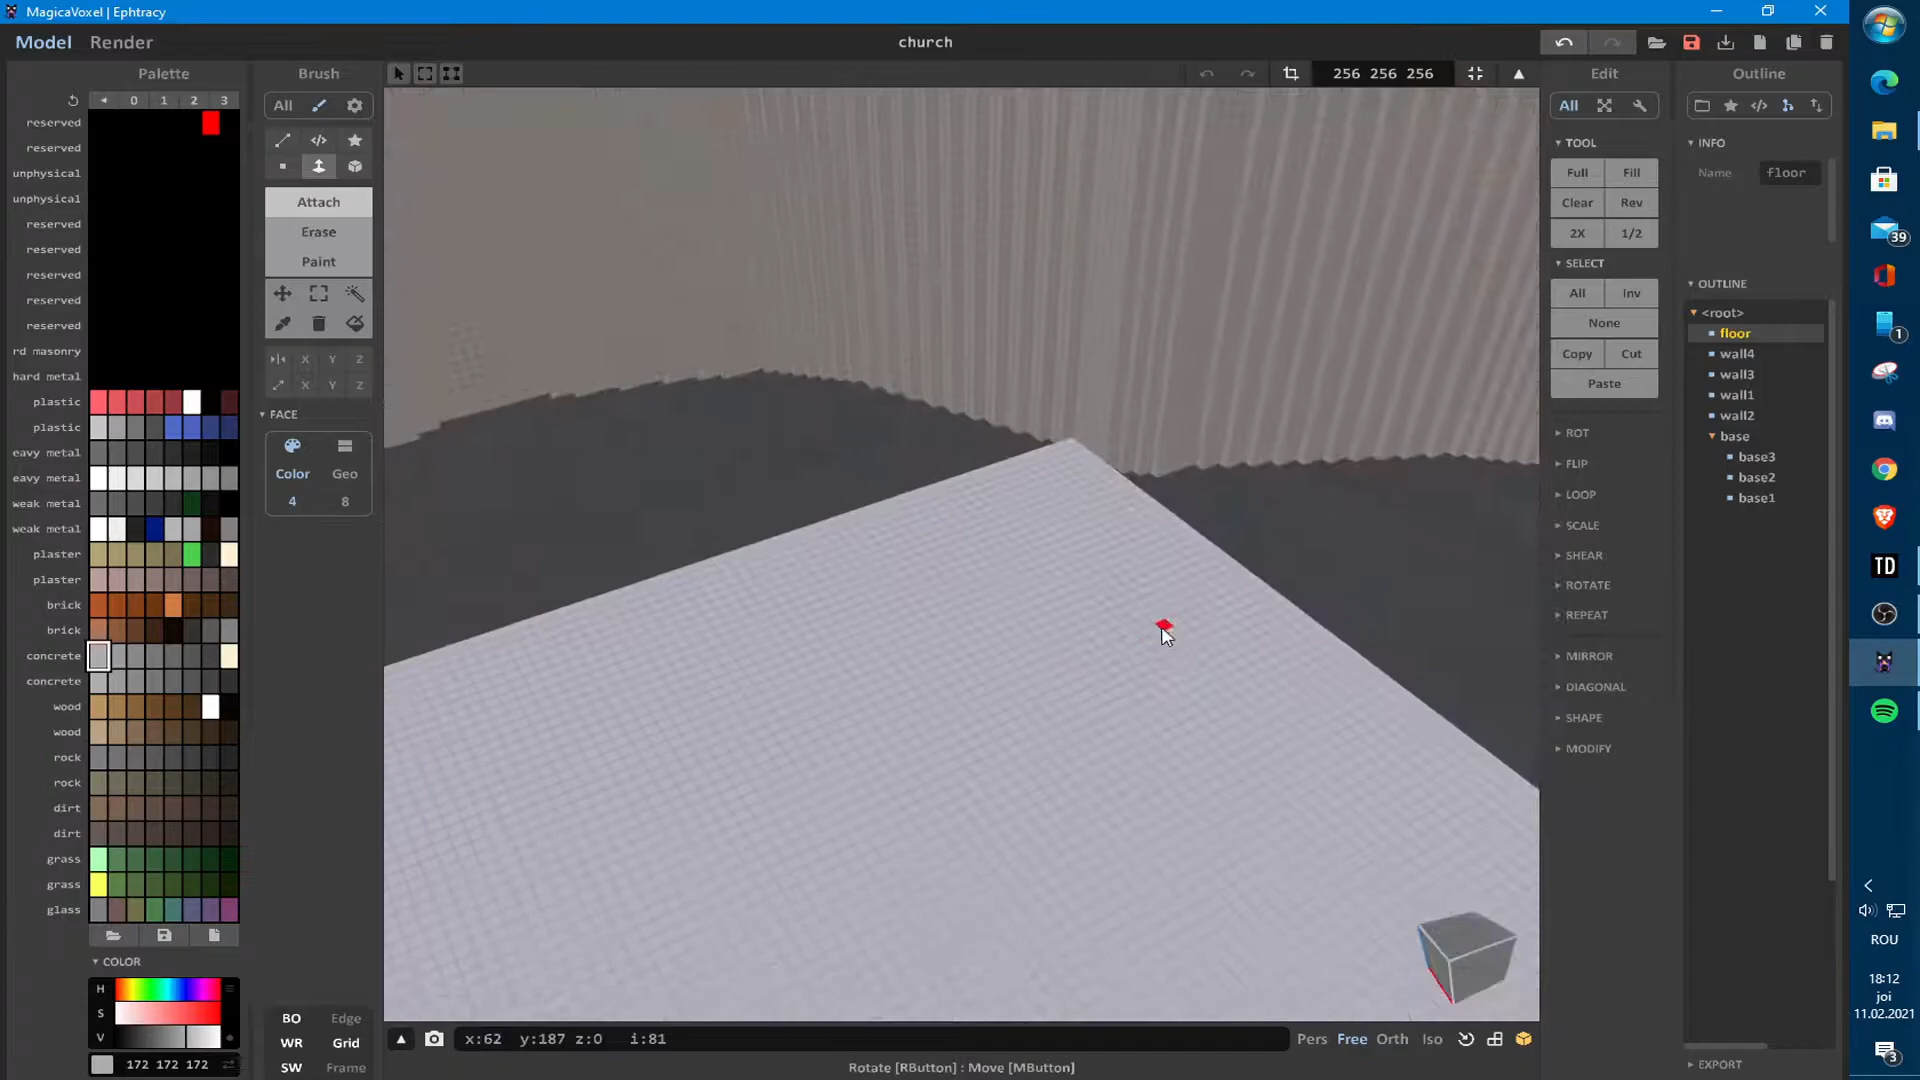 MagicaVoxel | Ephtracy
Model Render
church
Palette
Brush
256 256 256
Edit
Outline
0 1 2 3
All
All
reserved
reserved
unphysical
unphysical
reserved
reserved
reserved
reserved
reserved
rd masonry
hard metal
plastic
plastic
eavy metal
eavy metal
weak metal
weak metal
plaster
plaster
brick
brick
concrete
concrete
wood
wood
rock
rock
dirt
dirt
grass
grass
glass
COLOR
H
S
V
172 172 172
Attach
Erase
Paint
X Y Z
X Y Z
FACE
Color Geo
4 8
BO Edge
WR Grid
SW Frame
x:62 y:187 z:0 i:81
Pers Free Orth Iso
Rotate [RButton] : Move [MButton]
TOOL
Full Fill
Clear Rev
2X 1/2
SELECT
All Inv
None
Copy Cut
Paste
ROT
FLIP
LOOP
SCALE
SHEAR
ROTATE
REPEAT
MIRROR
DIAGONAL
SHAPE
MODIFY
INFO
Name floor
OUTLINE
<root>
floor
wall4
wall3
wall1
wall2
base
base3
base2
base1
EXPORT
39
1
TD
ROU
18:12
joi
11.02.2021
3